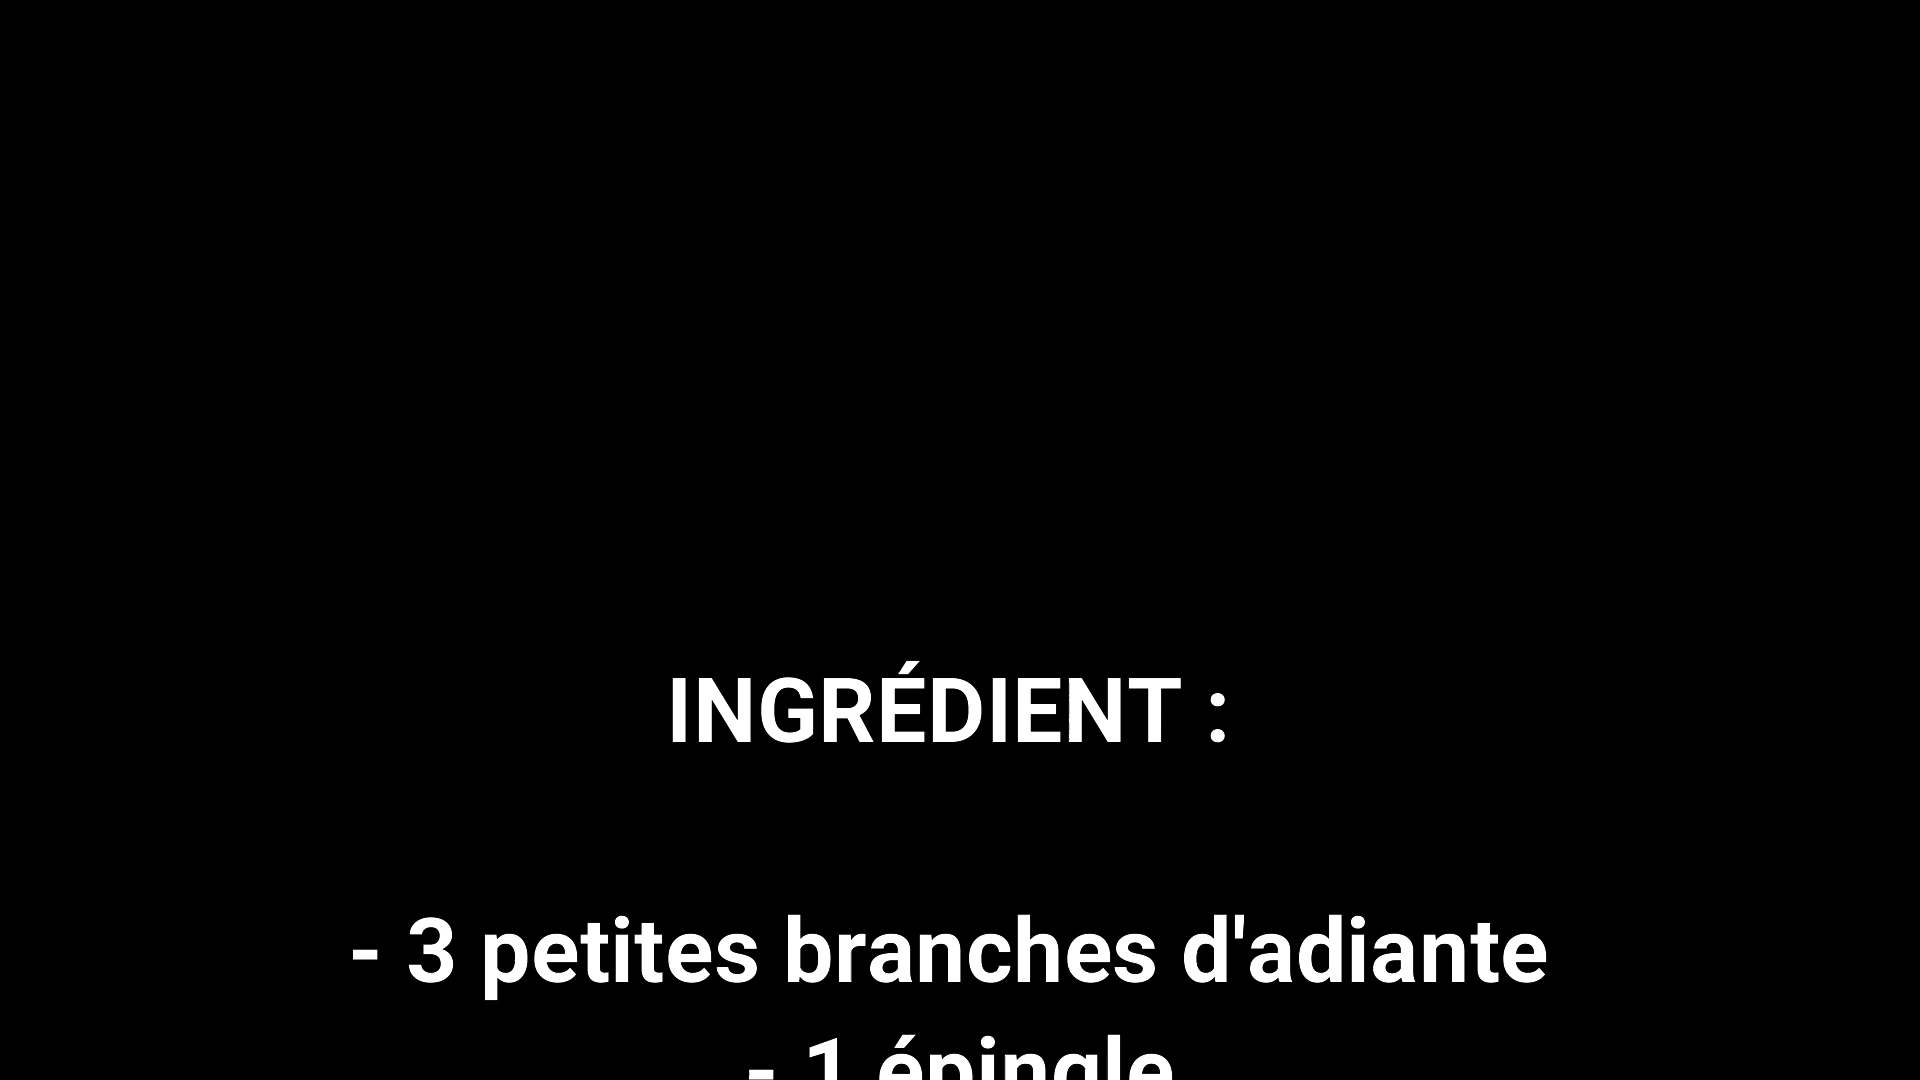 INGRÉDIENT :
- 3 petites branches d'adiante
- 1 épingle